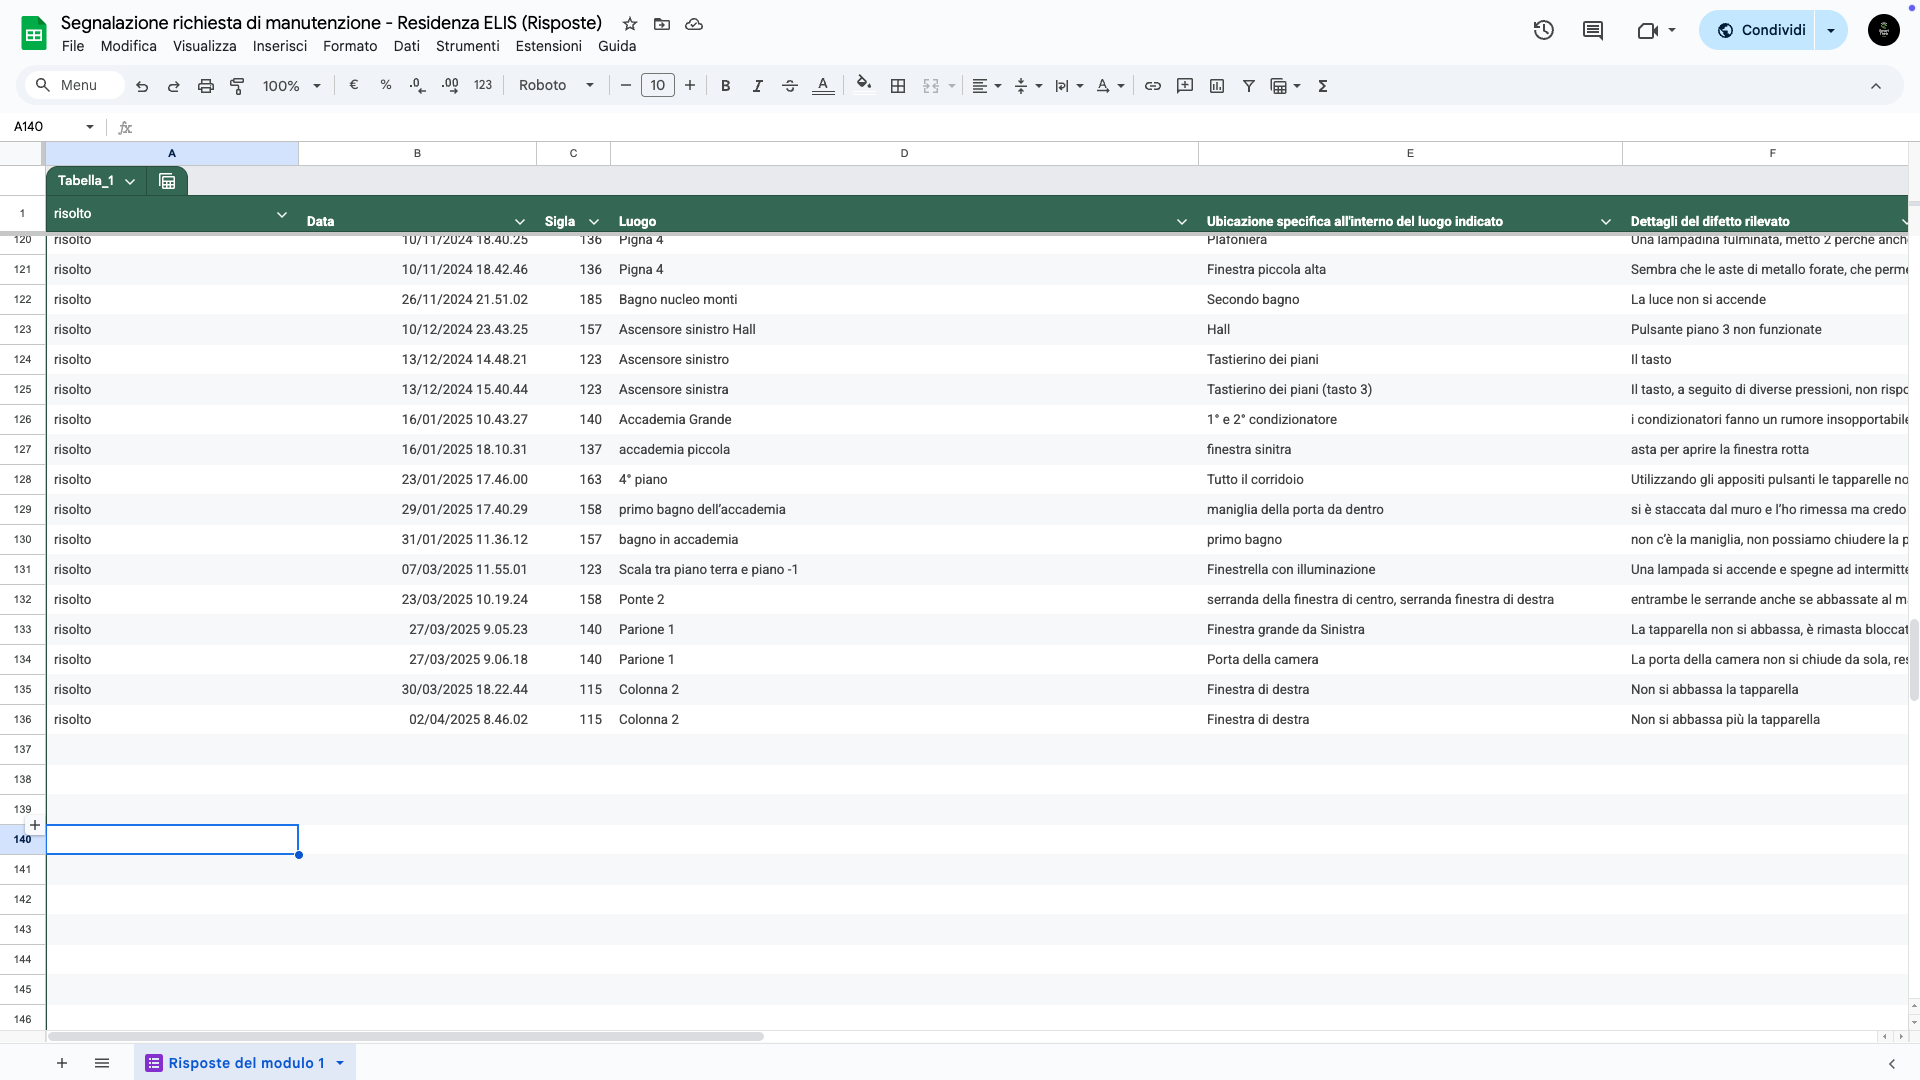 Segnalazione richiesta di manutenzione - Residenza ELIS (Risposte)
File Modifica Visualizza Inserisci Formato Dati Strumenti Estensioni Guida
Condividi
Menu 100% € % .0 .00 123 Roboto 10 B I A A Σ
A140 fx
A B C D E F
Tabella_1
1 risolto Data Sigla Luogo Ubicazione specifica all'interno del luogo indicato Dettagli del difetto rilevato
120 risolto 10/11/2024 18.40.25 136 Pigna 4 Plafoniera Una lampadina fulminata, metto 2 perchè anch
121 risolto 10/11/2024 18.42.46 136 Pigna 4 Finestra piccola alta Sembra che le aste di metallo forate, che perme
122 risolto 26/11/2024 21.51.02 185 Bagno nucleo monti Secondo bagno La luce non si accende
123 risolto 10/12/2024 23.43.25 157 Ascensore sinistro Hall Hall Pulsante piano 3 non funzionate
124 risolto 13/12/2024 14.48.21 123 Ascensore sinistro Tastierino dei piani Il tasto
125 risolto 13/12/2024 15.40.44 123 Ascensore sinistra Tastierino dei piani (tasto 3) Il tasto, a seguito di diverse pressioni, non rispo
126 risolto 16/01/2025 10.43.27 140 Accademia Grande 1° e 2° condizionatore i condizionatori fanno un rumore insopportabile
127 risolto 16/01/2025 18.10.31 137 accademia piccola finestra sinitra asta per aprire la finestra rotta
128 risolto 23/01/2025 17.46.00 163 4° piano Tutto il corridoio Utilizzando gli appositi pulsanti le tapparelle no
129 risolto 29/01/2025 17.40.29 158 primo bagno dell’accademia maniglia della porta da dentro si è staccata dal muro e l’ho rimessa ma credo
130 risolto 31/01/2025 11.36.12 157 bagno in accademia primo bagno non c’è la maniglia, non possiamo chiudere la p
131 risolto 07/03/2025 11.55.01 123 Scala tra piano terra e piano -1 Finestrella con illuminazione Una lampada si accende e spegne ad intermitte
132 risolto 23/03/2025 10.19.24 158 Ponte 2 serranda della finestra di centro, serranda finestra di destra entrambe le serrande anche se abbassate al m
133 risolto 27/03/2025 9.05.23 140 Parione 1 Finestra grande da Sinistra La tapparella non si abbassa, è rimasta bloccat
134 risolto 27/03/2025 9.06.18 140 Parione 1 Porta della camera La porta della camera non si chiude da sola, res
135 risolto 30/03/2025 18.22.44 115 Colonna 2 Finestra di destra Non si abbassa la tapparella
136 risolto 02/04/2025 8.46.02 115 Colonna 2 Finestra di destra Non si abbassa più la tapparella
137
138
139
140
141
142
143
144
145
146
Risposte del modulo 1